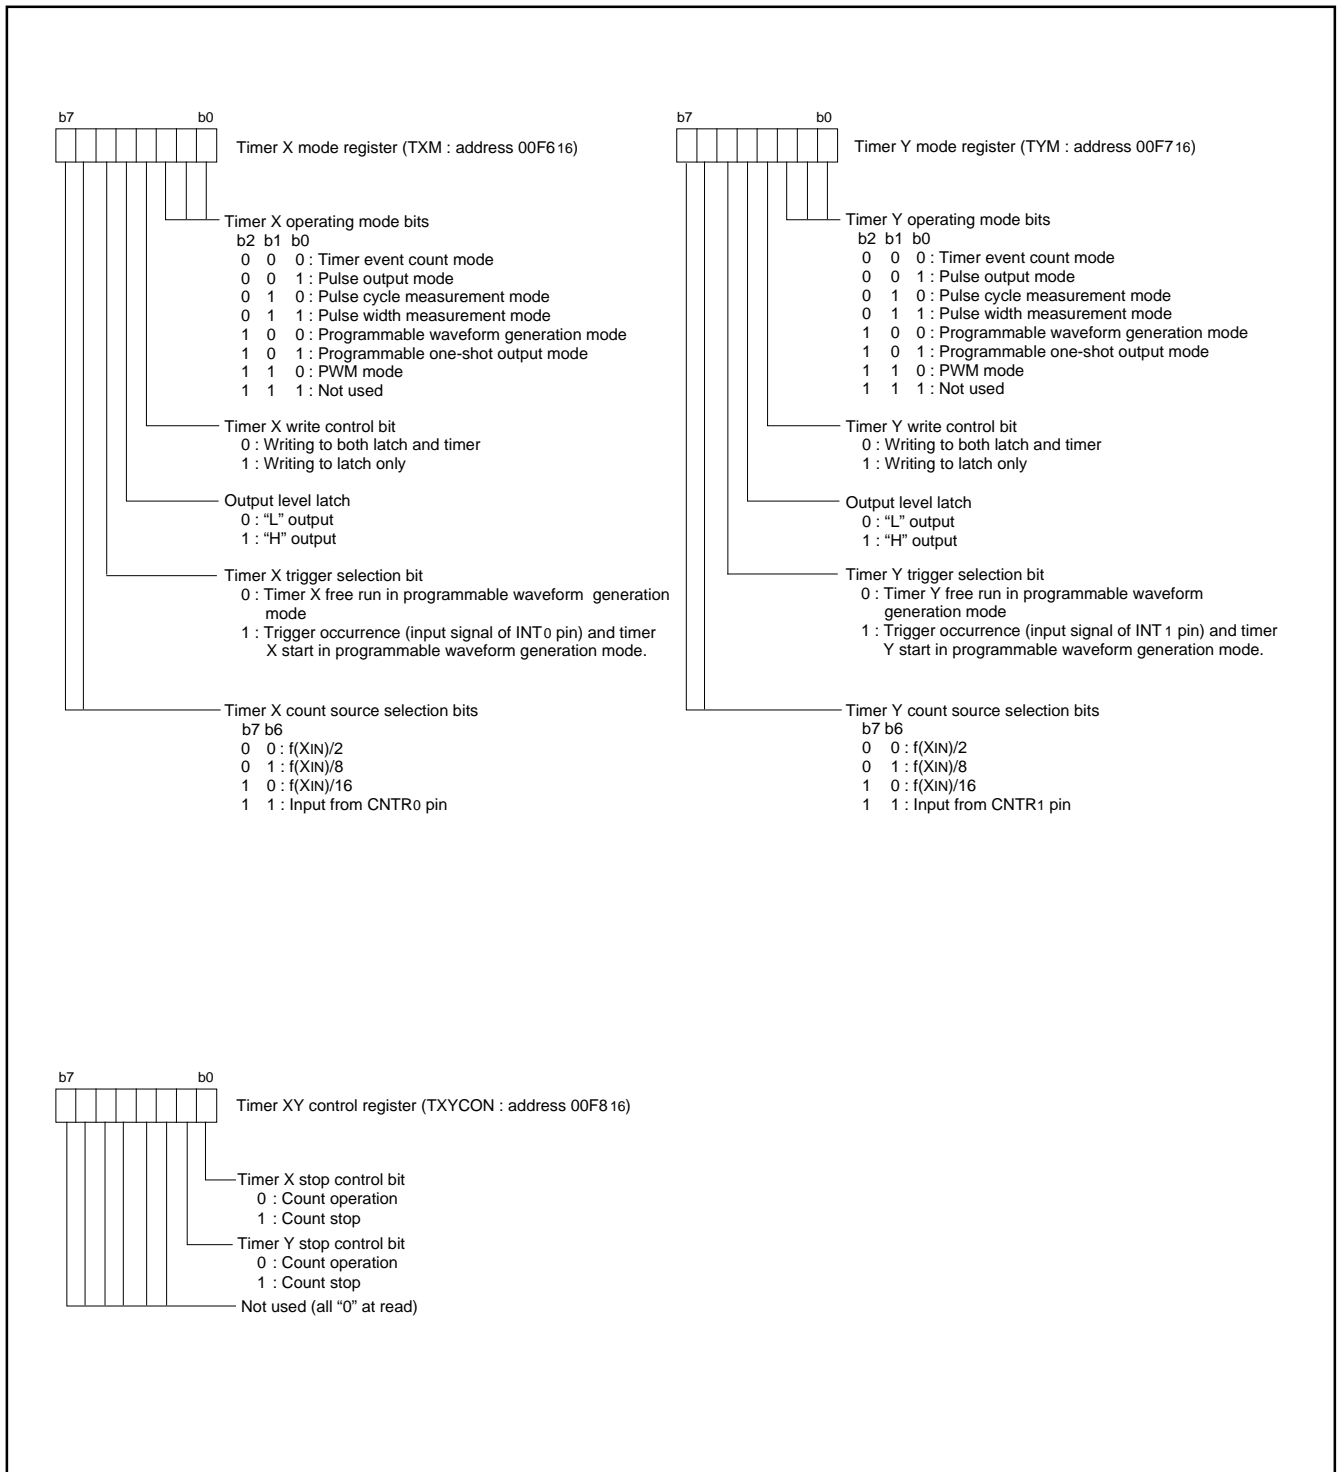 b7 b0
Timer X mode register (TXM : address 00F616)
Timer X operating mode bits
b2 b1 b0
0 0 0 : Timer event count mode
0 0 1 : Pulse output mode
0 1 0 : Pulse cycle measurement mode
0 1 1 : Pulse width measurement mode
1 0 0 : Programmable waveform generation mode
1 0 1 : Programmable one-shot output mode
1 1 0 : PWM mode
1 1 1 : Not used
Timer X write control bit
0 : Writing to both latch and timer
1 : Writing to latch only
Output level latch
0 : “L” output
1 : “H” output
Timer X trigger selection bit
0 : Timer X free run in programmable waveform generation
mode
1 : Trigger occurrence (input signal of INT0 pin) and timer
X start in programmable waveform generation mode.
Timer X count source selection bits
b7 b6
0 0 : f(XIN)/2
0 1 : f(XIN)/8
1 0 : f(XIN)/16
1 1 : Input from CNTR0 pin
b7 b0
Timer Y mode register (TYM : address 00F716)
Timer Y operating mode bits
b2 b1 b0
0 0 0 : Timer event count mode
0 0 1 : Pulse output mode
0 1 0 : Pulse cycle measurement mode
0 1 1 : Pulse width measurement mode
1 0 0 : Programmable waveform generation mode
1 0 1 : Programmable one-shot output mode
1 1 0 : PWM mode
1 1 1 : Not used
Timer Y write control bit
0 : Writing to both latch and timer
1 : Writing to latch only
Output level latch
0 : “L” output
1 : “H” output
Timer Y trigger selection bit
0 : Timer Y free run in programmable waveform
generation mode
1 : Trigger occurrence (input signal of INT1 pin) and timer
Y start in programmable waveform generation mode.
Timer Y count source selection bits
b7 b6
0 0 : f(XIN)/2
0 1 : f(XIN)/8
1 0 : f(XIN)/16
1 1 : Input from CNTR1 pin
b7 b0
Timer XY control register (TXYCON : address 00F816)
Timer X stop control bit
0 : Count operation
1 : Count stop
Timer Y stop control bit
0 : Count operation
1 : Count stop
Not used (all “0” at read)